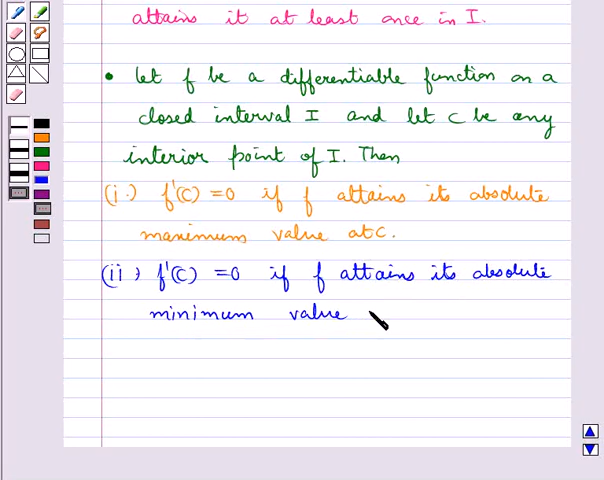 attains it at least once in I.
• Let f be a differentiable function on a
closed interval I and let C be any
interior point of I. Then
(i.) f'(C) = 0 if f attains its absolute
maximum value at C.
(ii) f'(C) = 0 if f attains its absolute
minimum value